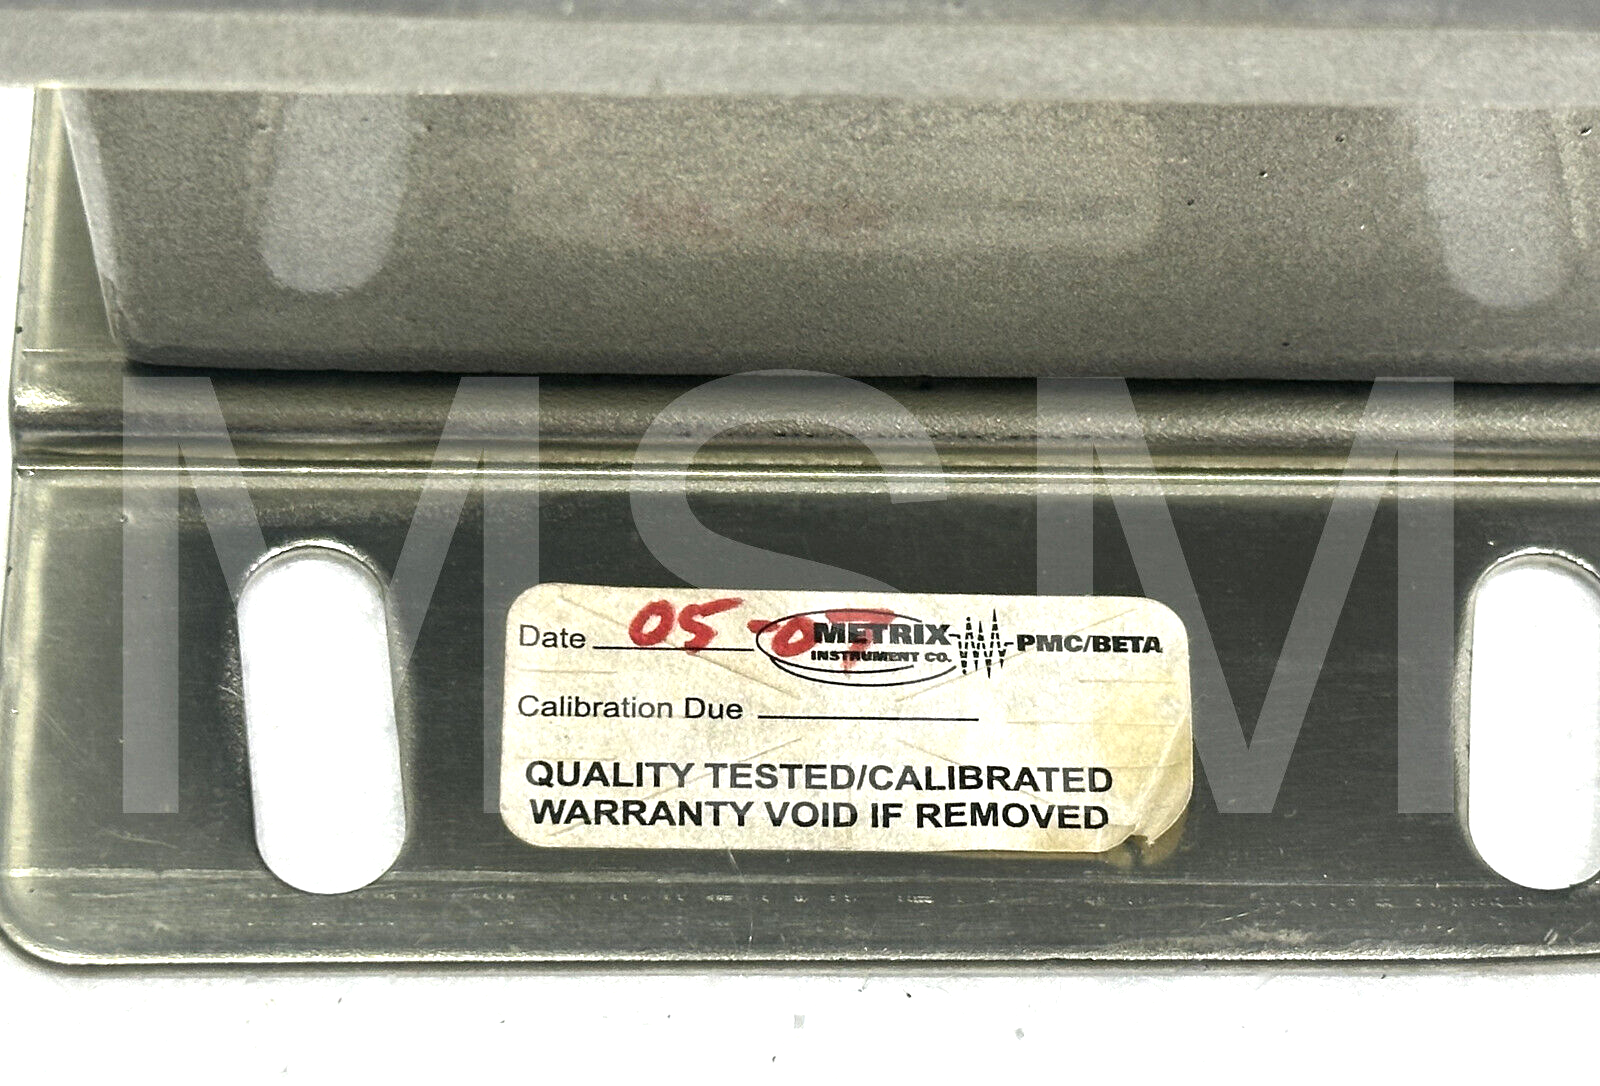 MSM
Date 05-07 METRIX INSTRUMENT CO. PMC/BETA
Calibration Due
QUALITY TESTED/CALIBRATED
WARRANTY VOID IF REMOVED